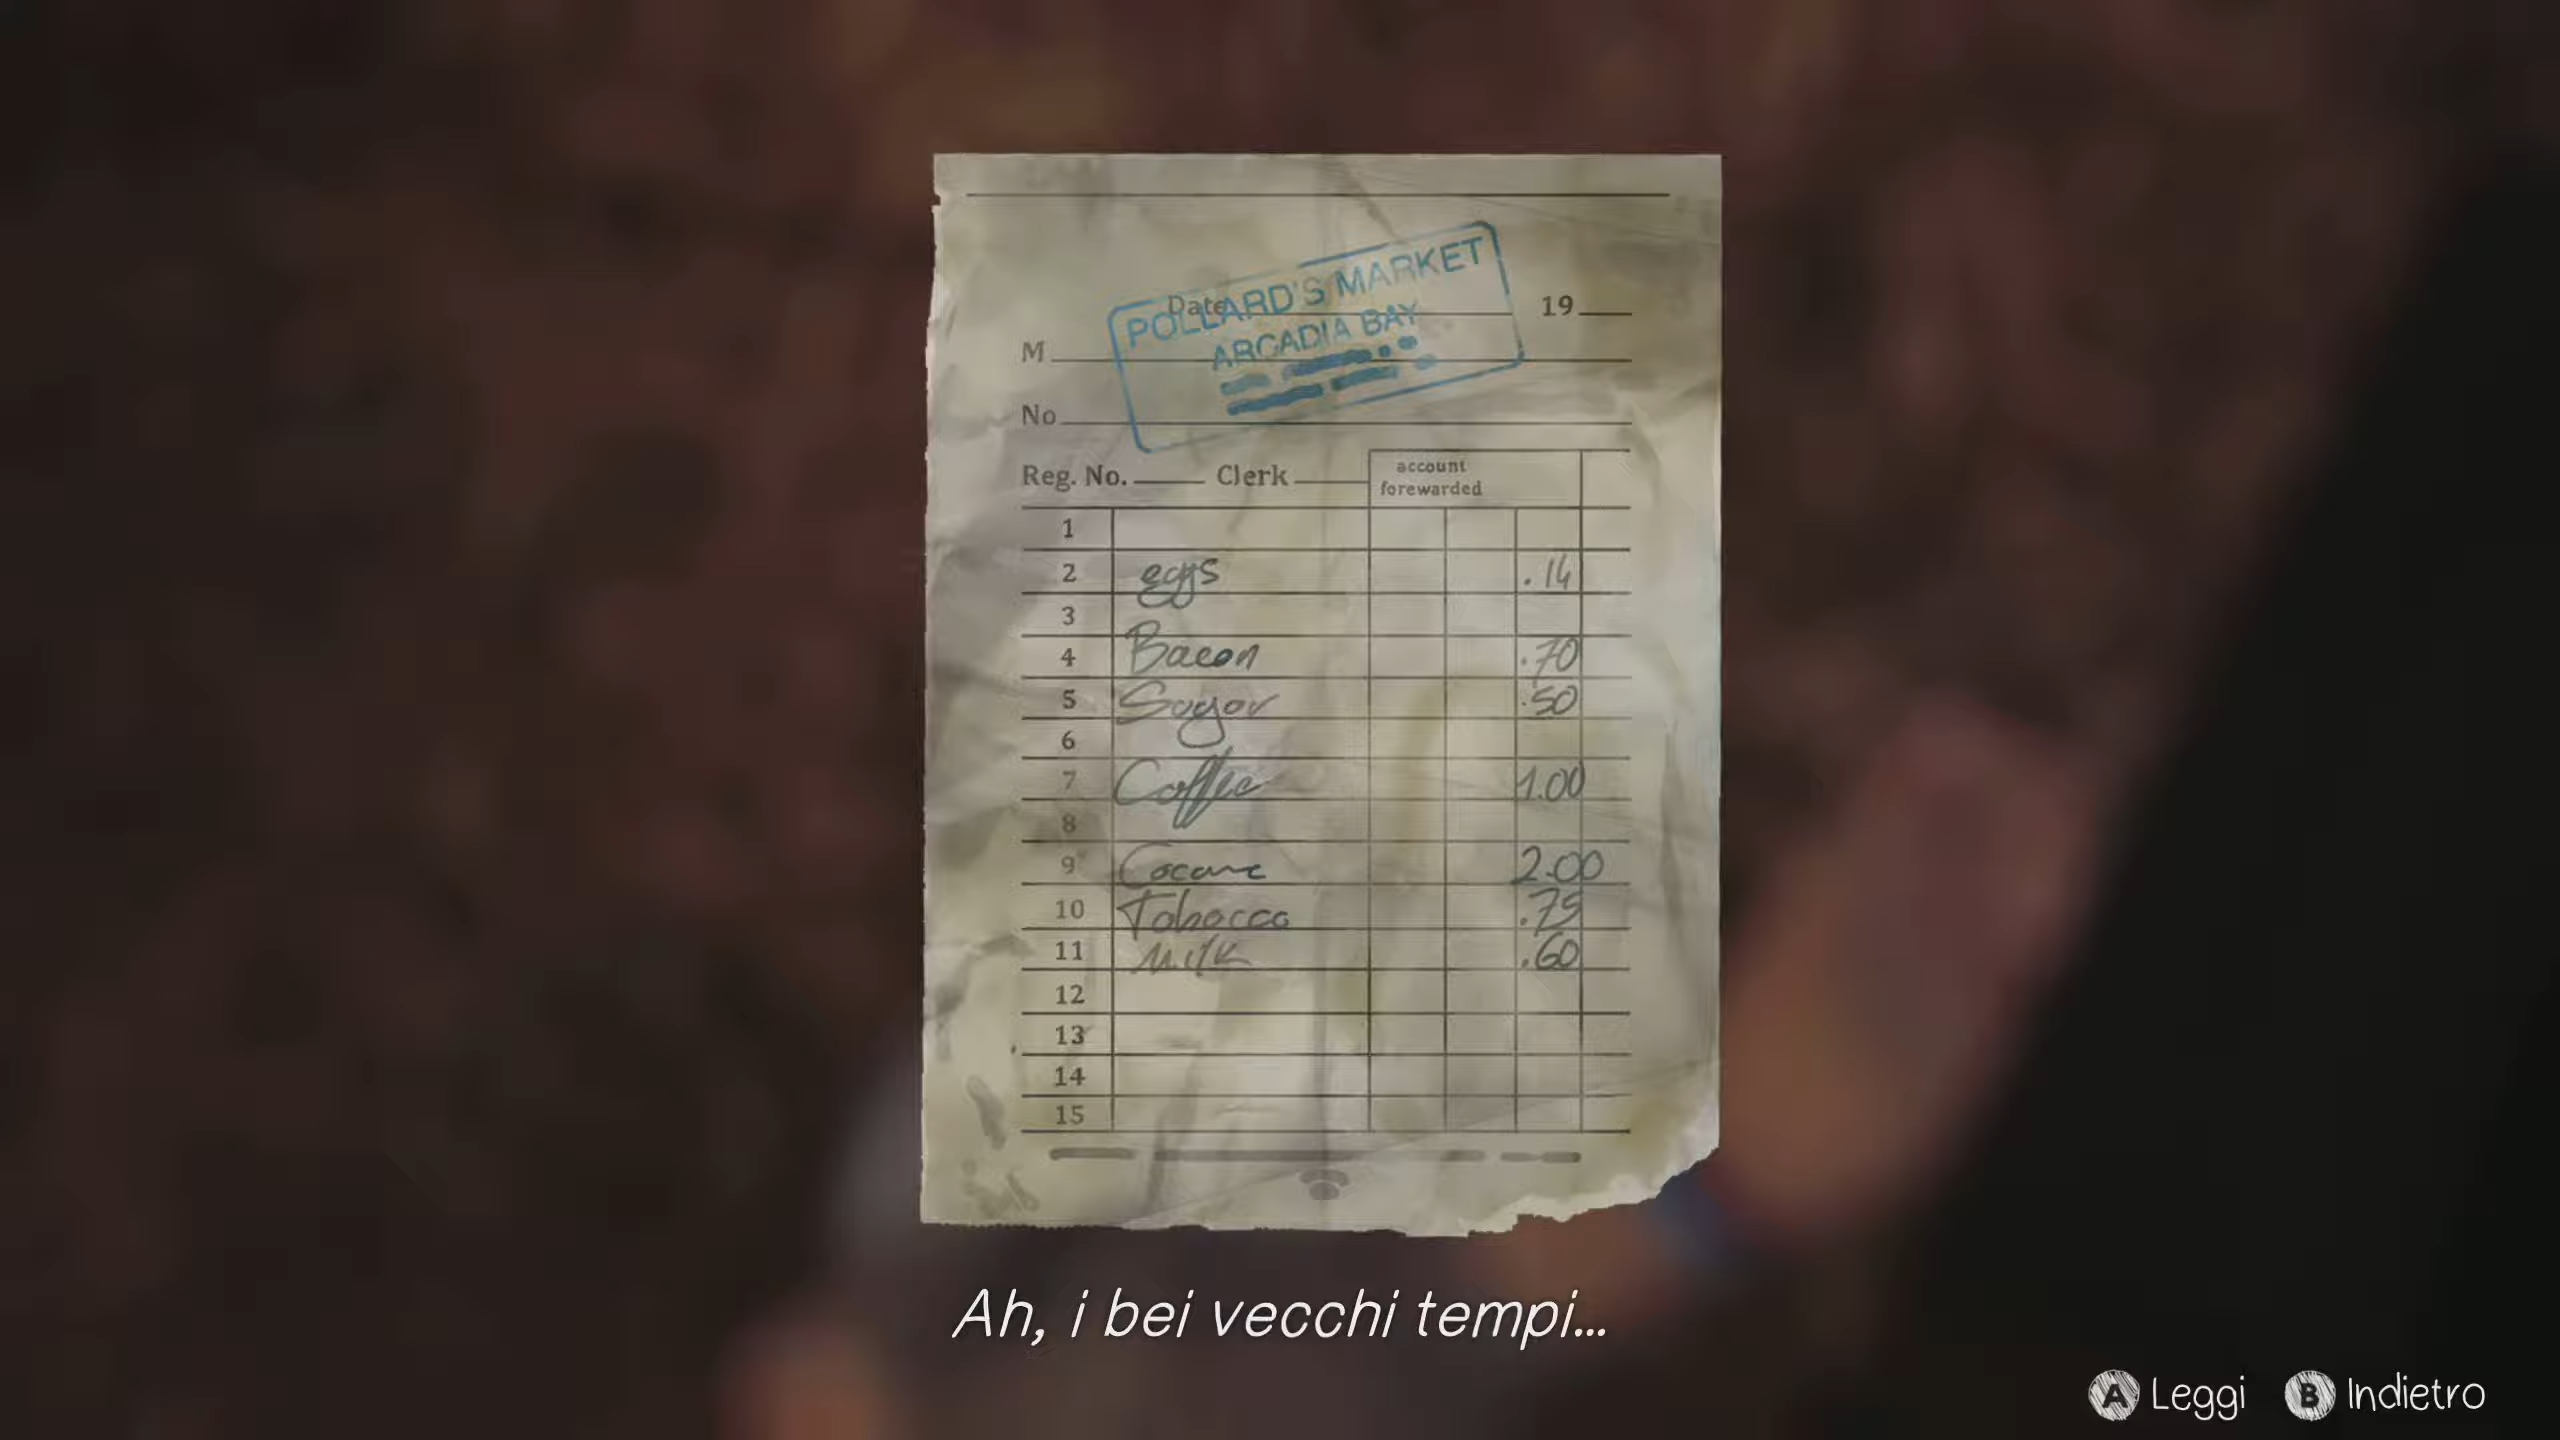 POLLARD'S MARKET
ARCADIA BAY
Date 19
M
No
Reg. No. Clerk account forewarded
1
2 eggs .14
3
4 Bacon .70
5 Sugar .50
6
7 Coffee 1.00
8
9 Cocane 2.00
10 Tobacco .75
11 Milk .60
12
13
14
15
Ah, i bei vecchi tempi...
A Leggi B Indietro